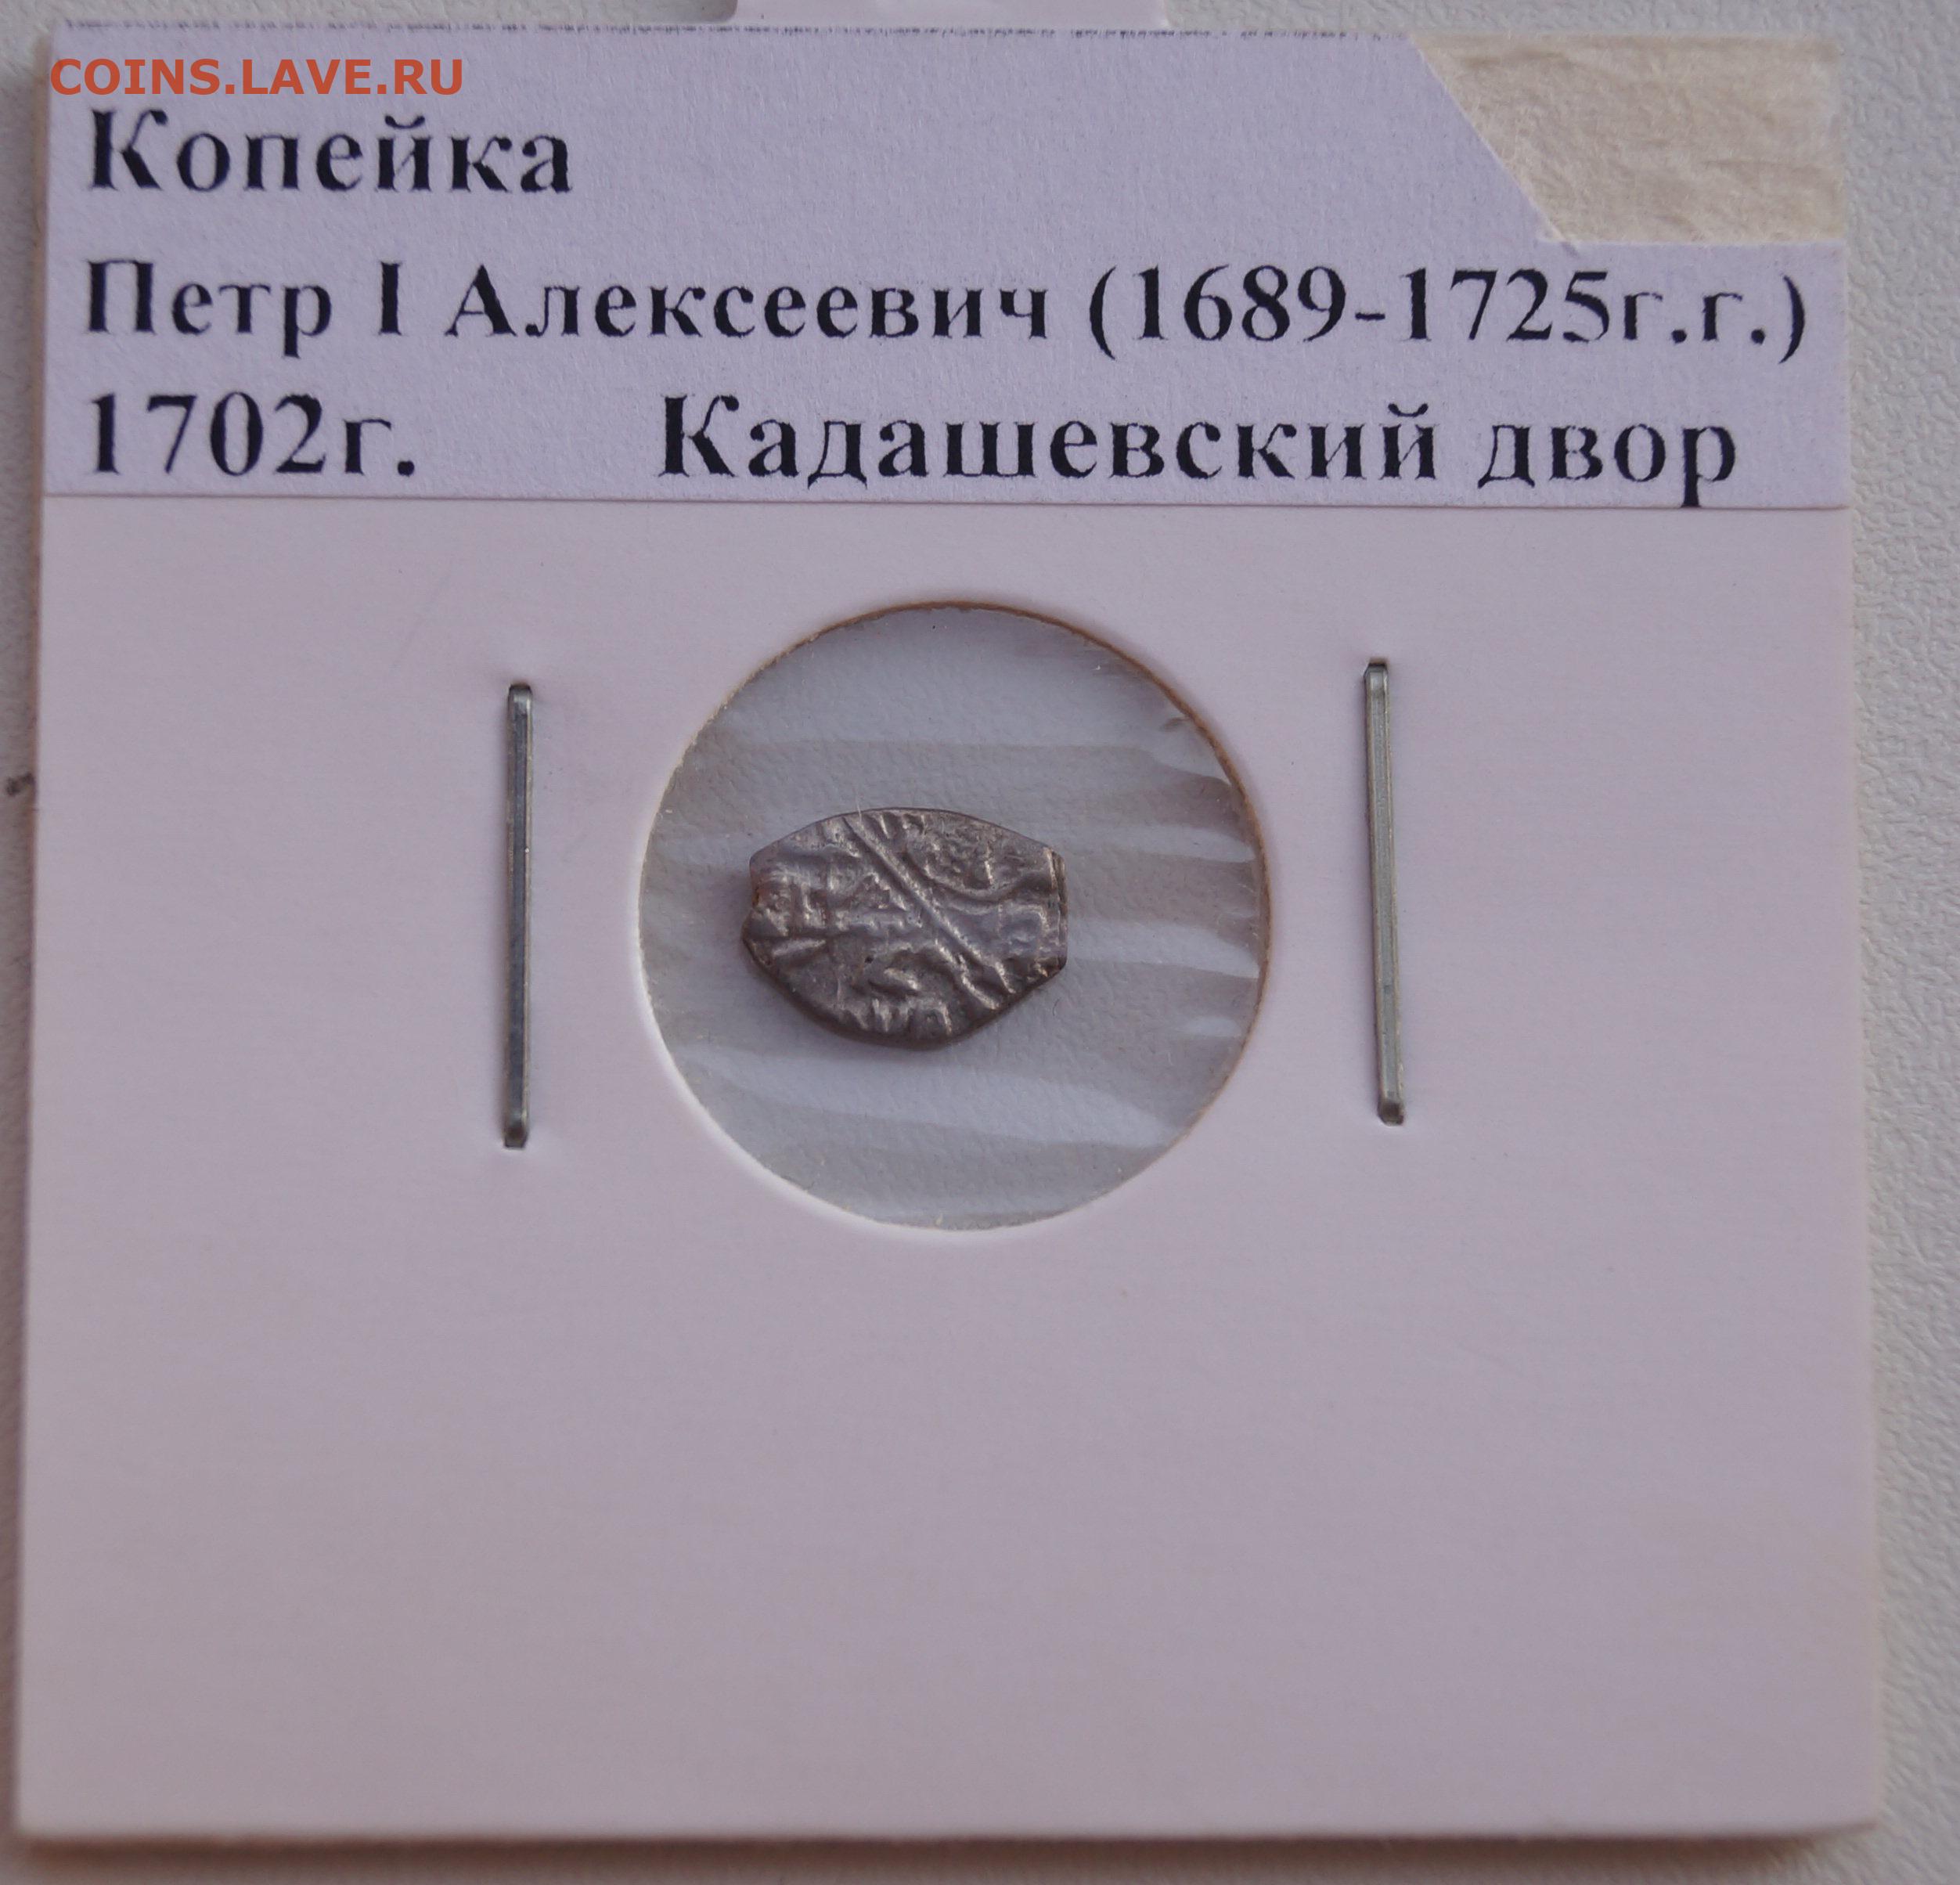 COINS.LAVE.RU
Копейка
Петр I Алексеевич (1689-1725г.г.)
1702г. Кадашевский двор